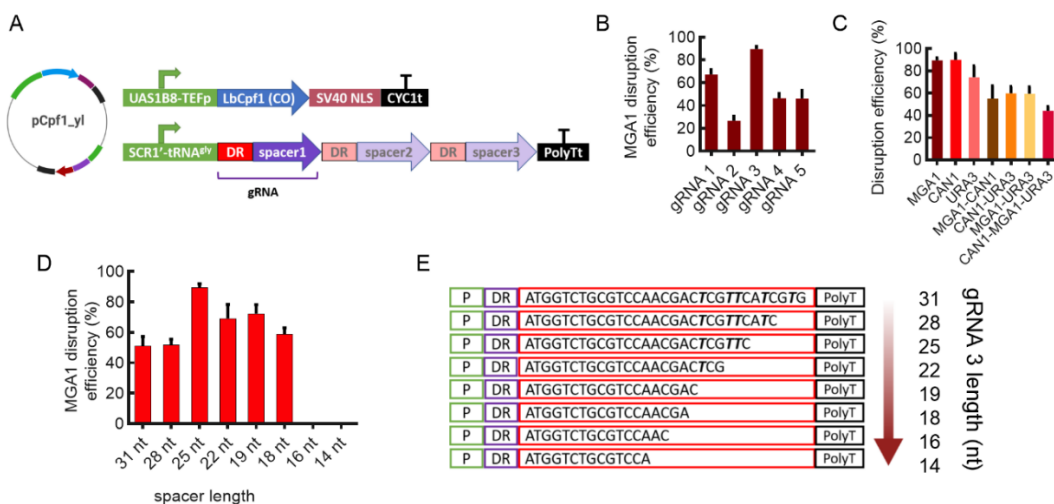 A
pCpf1_yl
UAS1B8-TEFp LbCpf1 (CO) SV40 NLS CYC1t
SCR1'-tRNAgly DR spacer1 DR spacer2 DR spacer3 PolyTt
gRNA
B
MGA1 disruption
efficiency (%)
100
80
60
40
20
0
gRNA 1
gRNA 2
gRNA 3
gRNA 4
gRNA 5
C
Disruption efficiency (%)
100
80
60
40
20
0
MGA1
CAN1
URA3
MGA1-CAN1
CAN1-URA3
MGA1-URA3
CAN1-MGA1-URA3
D
MGA1 disruption
efficiency (%)
100
80
60
40
20
0
31 nt
28 nt
25 nt
22 nt
19 nt
18 nt
16 nt
14 nt
spacer length
E
P DR ATGGTCTGCGTCCAACGACTCGTTCATCGTG PolyT 31
P DR ATGGTCTGCGTCCAACGACTCGTTCATC PolyT 28
P DR ATGGTCTGCGTCCAACGACTCGTTC PolyT 25
P DR ATGGTCTGCGTCCAACGACTCG PolyT 22
P DR ATGGTCTGCGTCCAACGAC PolyT 19
P DR ATGGTCTGCGTCCAACGA PolyT 18
P DR ATGGTCTGCGTCCAAC PolyT 16
P DR ATGGTCTGCGTCCA PolyT 14
gRNA 3 length (nt)